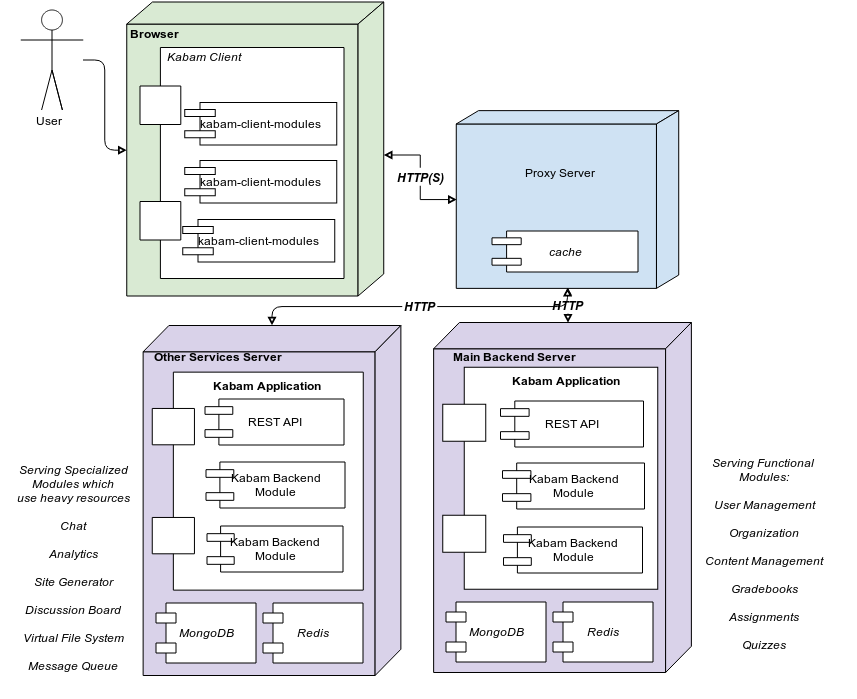 User
Browser
Kabam Client
kabam-client-modules
kabam-client-modules
kabam-client-modules
HTTP(S)
Proxy Server
cache
HTTP
HTTP
Other Services Server
Kabam Application
REST API
Kabam Backend
Module
Kabam Backend
Module
MongoDB
Redis
Main Backend Server
Kabam Application
REST API
Kabam Backend
Module
Kabam Backend
Module
MongoDB
Redis
Serving Specialized
Modules which
use heavy resources
Chat
Analytics
Site Generator
Discussion Board
Virtual File System
Message Queue
Serving Functional
Modules:
User Management
Organization
Content Management
Gradebooks
Assignments
Quizzes